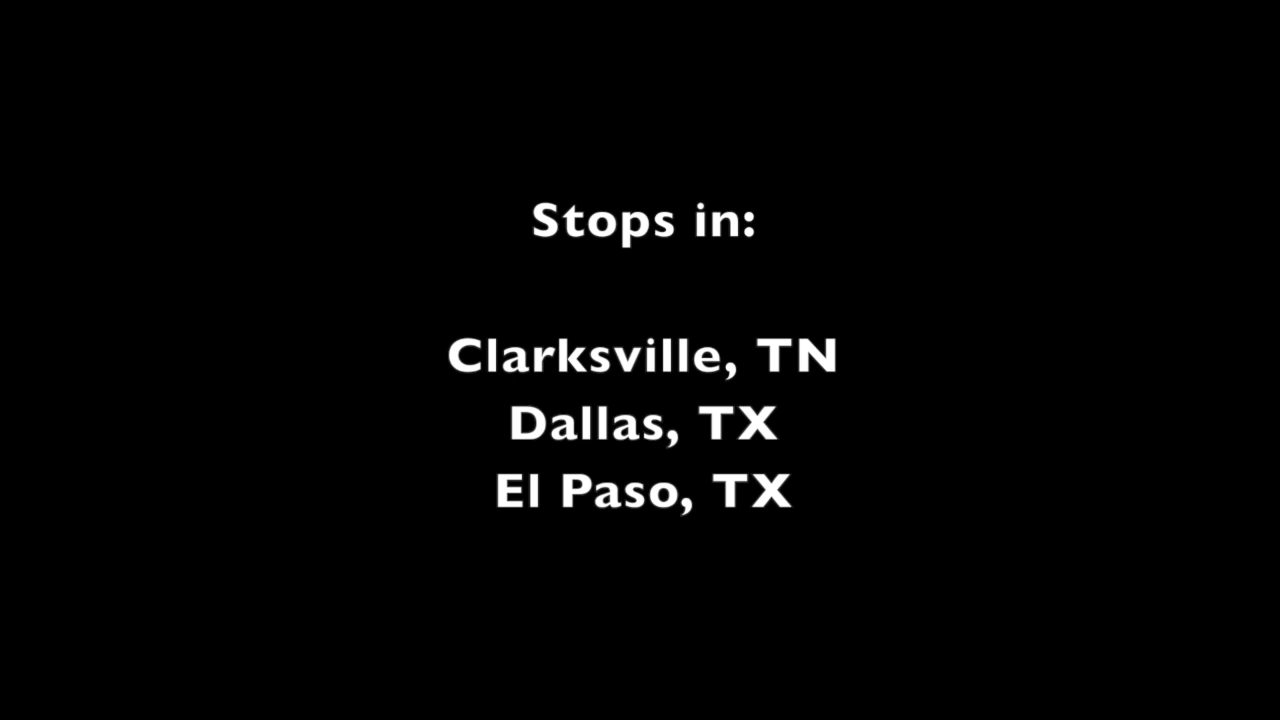 Stops in:
Clarksville, TN
Dallas, TX
El Paso, TX